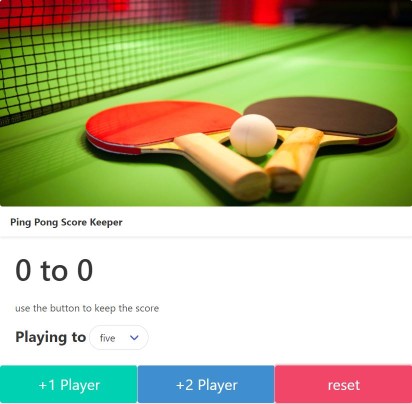 Ping Pong Score Keeper
0 to 0
use the button to keep the score
Playing to five
+1 Player +2 Player reset